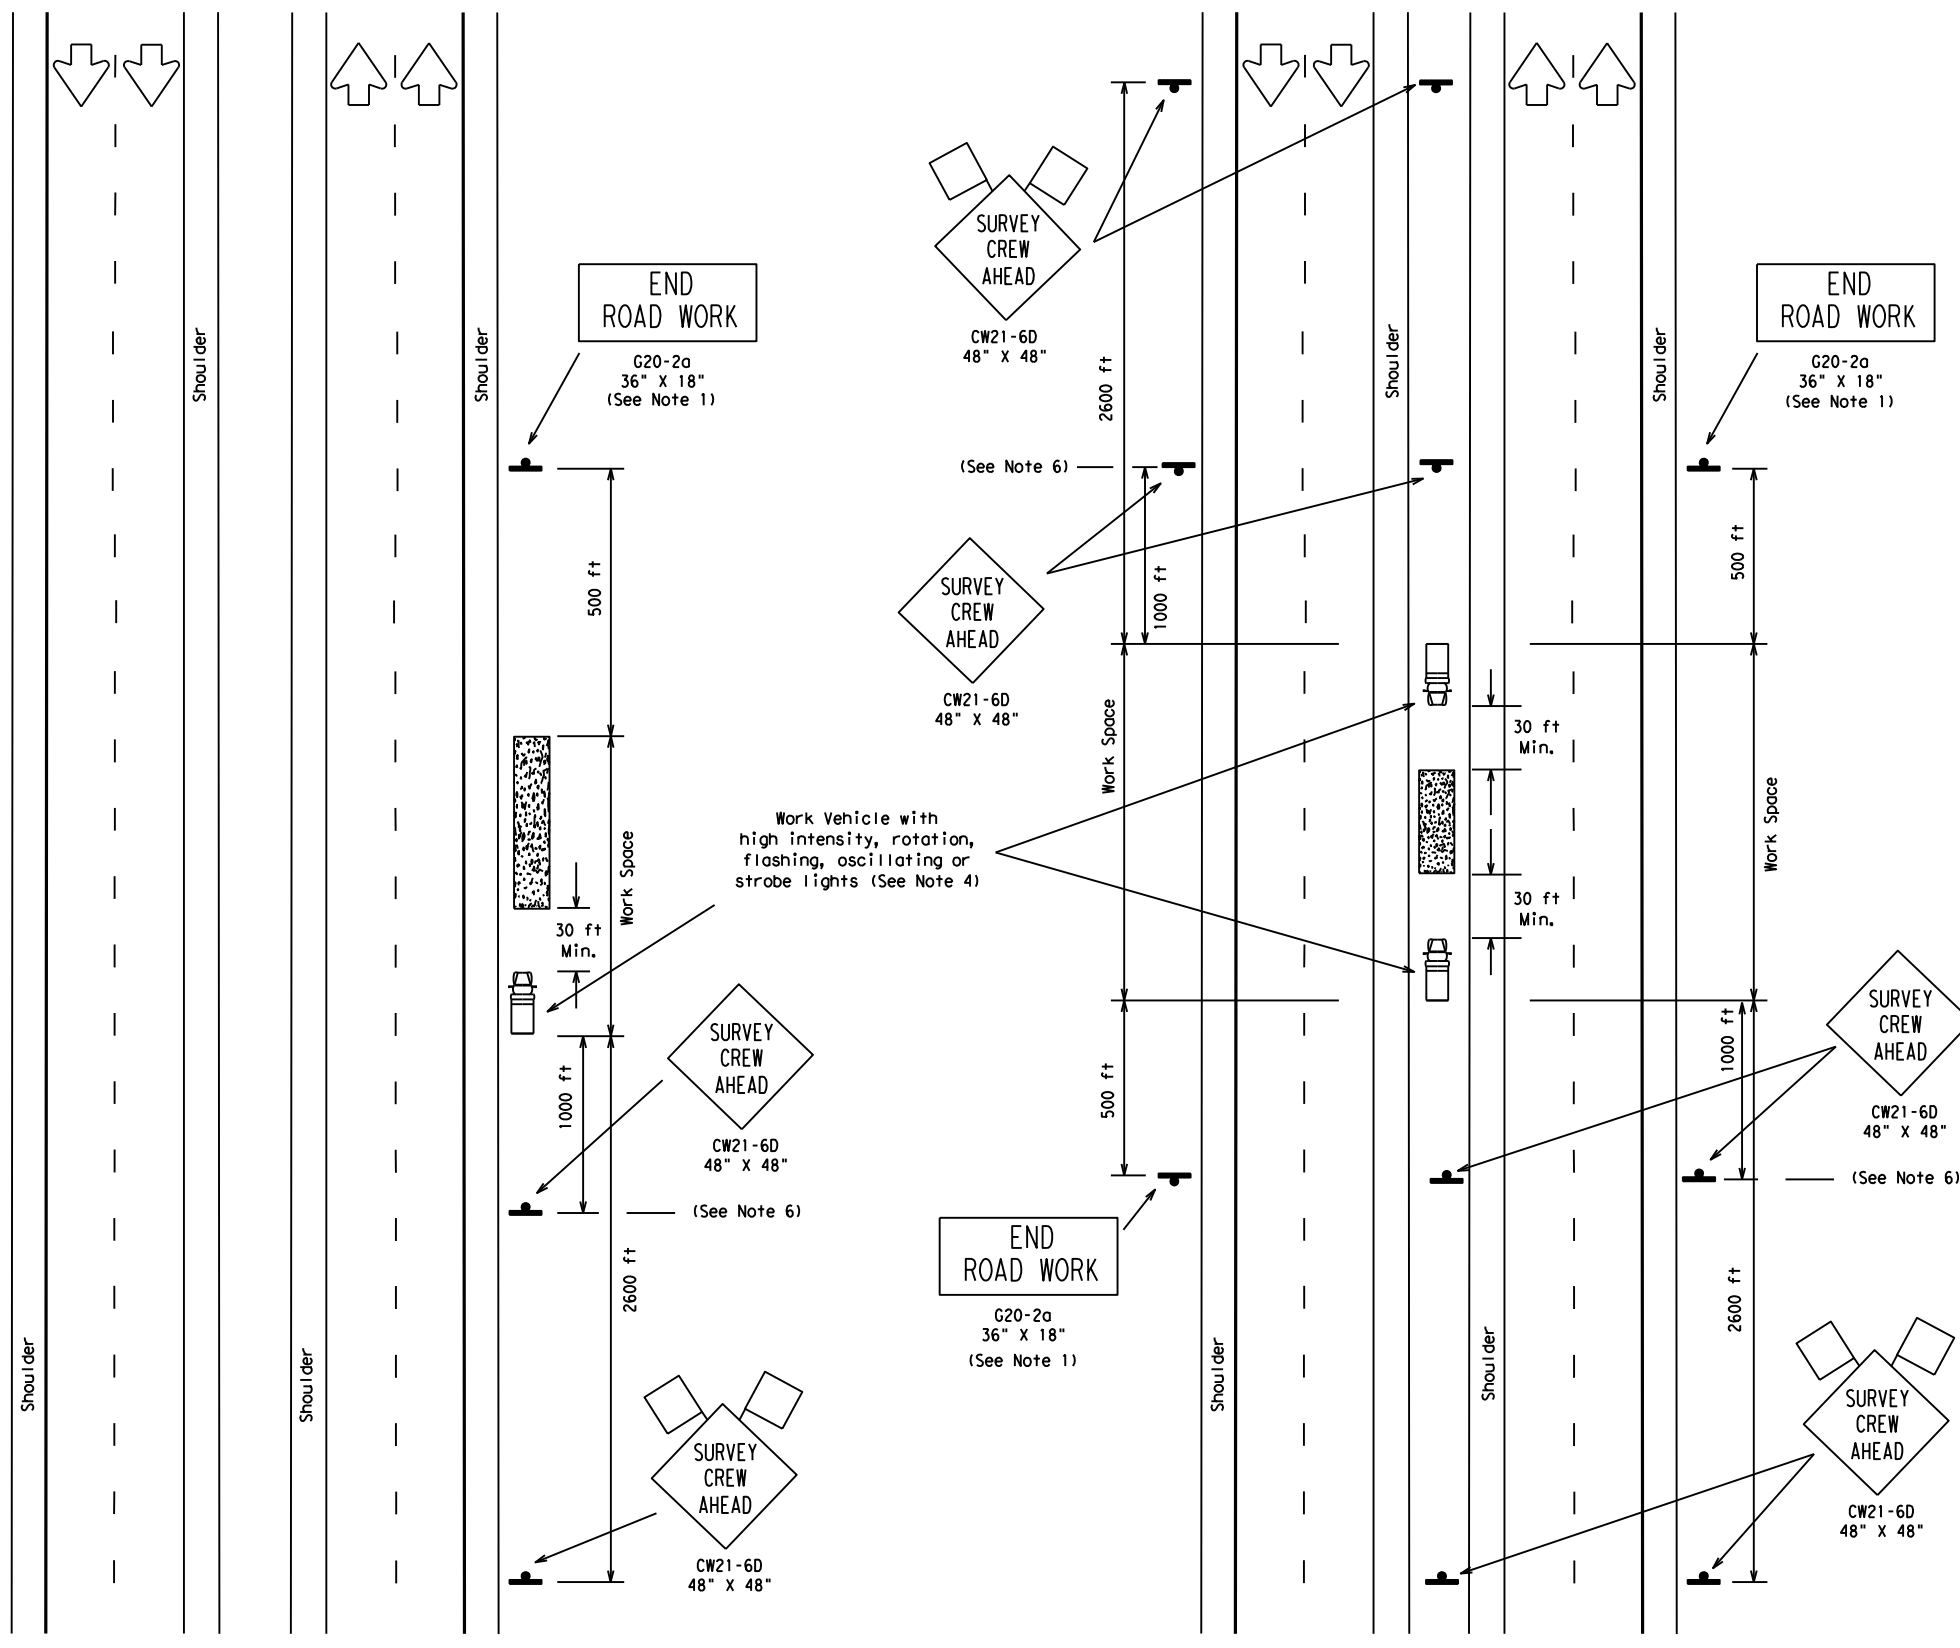 Shoulder
Shoulder
END
ROAD WORK
G20-2a
36" X 18"
(See Note 1)
500 ft
Work Space
30 ft
Min.
1000 ft
SURVEY
CREW
AHEAD
CW21-6D
48" X 48"
(See Note 6)
2600 ft
Shoulder
Shoulder
SURVEY
CREW
AHEAD
CW21-6D
48" X 48"
Work Vehicle with
high intensity, rotation,
flashing, oscillating or
strobe lights (See Note 4)
SURVEY
CREW
AHEAD
CW21-6D
48" X 48"
2600 ft
(See Note 6)
SURVEY
CREW
AHEAD
CW21-6D
48" X 48"
1000 ft
Work Space
500 ft
END
ROAD WORK
G20-2a
36" X 18"
(See Note 1)
Shoulder
Shoulder
Shoulder
END
ROAD WORK
G20-2a
36" X 18"
(See Note 1)
500 ft
30 ft
Min.
30 ft
Min.
Work Space
1000 ft
SURVEY
CREW
AHEAD
CW21-6D
48" X 48"
(See Note 6)
2600 ft
Shoulder
SURVEY
CREW
AHEAD
CW21-6D
48" X 48"